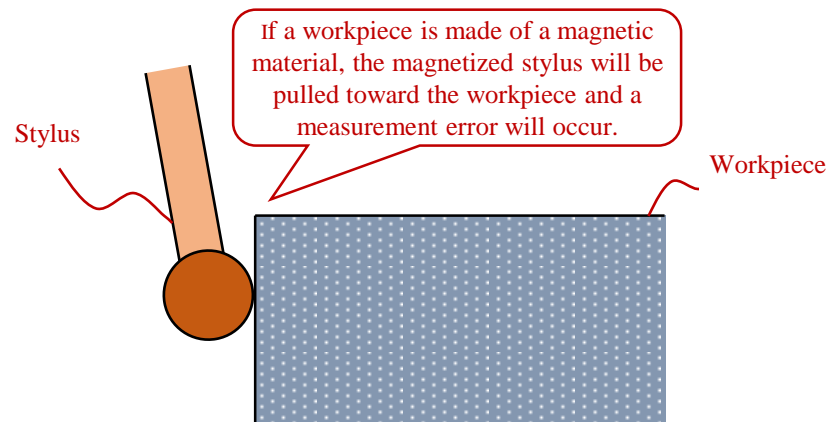 If a workpiece is made of a magnetic
material, the magnetized stylus will be
pulled toward the workpiece and a
measurement error will occur.
Stylus
Workpiece